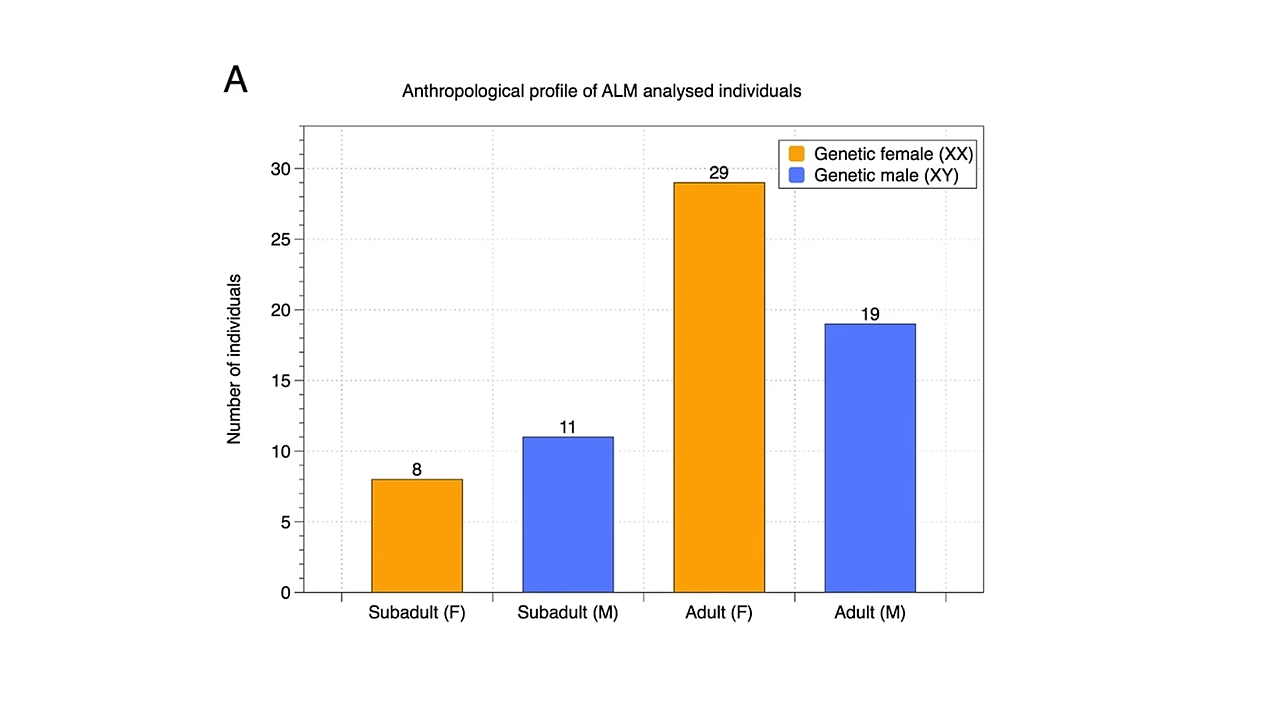 A
Anthropological profile of ALM analysed individuals
Genetic female (XX)
Genetic male (XY)
Number of individuals
30
25
20
15
10
5
0
8
11
29
19
Subadult (F)
Subadult (M)
Adult (F)
Adult (M)